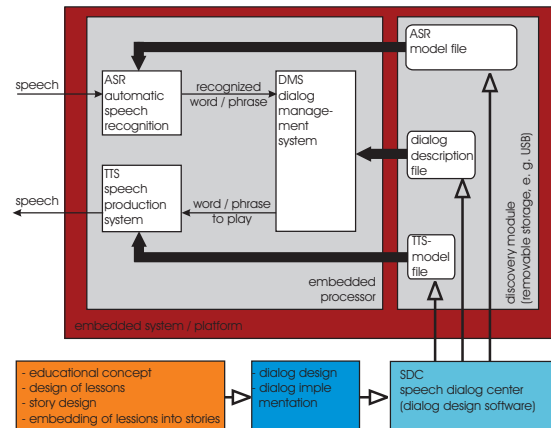 speech
ASR
automatic
speech
recognition
recognized
word / phrase
DMS
dialog
manage-
ment
system
ASR
model file
dialog
description
file
speech
TTS
speech
production
system
word / phrase
to play
TTS-
model
file
embedded
processor
discovery module
(removable storage, e. g. USB)
embedded system / platform
- educational concept
- design of lessons
- story design
- embedding of lessons into stories
- dialog design
- dialog imple
mentation
SDC
speech dialog center
(dialog design software)